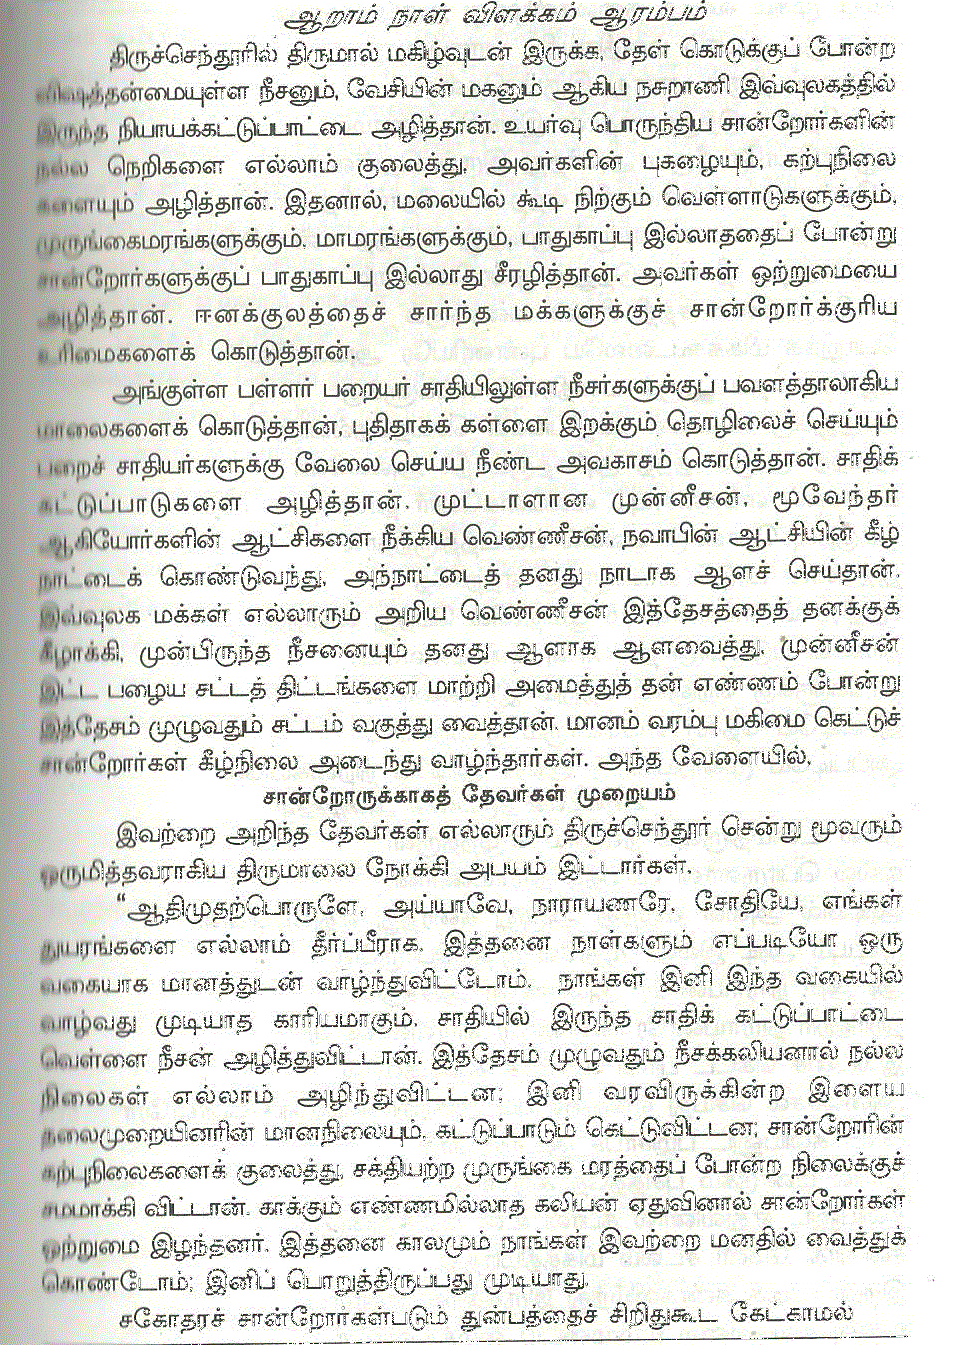 ஆறாம் நாள் விளக்கம் ஆரம்பம்
திருச்செந்தூரில் திருமால் மகிழ்வுடன் இருக்க, தேள் கொடுக்குப் போன்ற
விஷத்தன்மையுள்ள நீசனும், வேசியின் மகனும் ஆகிய நசறாணி இவ்வுலகத்தில்
இருந்த நியாயக்கட்டுப்பாட்டை அழித்தான். உயர்வு பொருந்திய சான்றோர்களின்
நல்ல நெறிகளை எல்லாம் குலைத்து, அவர்களின் புகழையும், கற்புநிலை
களையும் அழித்தான். இதனால், மலையில் கூடி நிற்கும் வெள்ளாடுகளுக்கும்,
முருங்கைமரங்களுக்கும், மாமரங்களுக்கும், பாதுகாப்பு இல்லாததைப் போன்று
சான்றோர்களுக்குப் பாதுகாப்பு இல்லாது சீரழித்தான். அவர்கள் ஒற்றுமையை
அழித்தான். ஈனக்குலத்தைச் சார்ந்த மக்களுக்குச் சான்றோர்க்குரிய
உரிமைகளைக் கொடுத்தான்.
அங்குள்ள பள்ளர் பறையர் சாதியிலுள்ள நீசர்களுக்குப் பவளத்தாலாகிய
மாலைகளைக் கொடுத்தான், புதிதாகக் கள்ளை இறக்கும் தொழிலைச் செய்யும்
பறைச் சாதியர்களுக்கு வேலை செய்ய நீண்ட அவகாசம் கொடுத்தான். சாதிக்
கட்டுப்பாடுகளை அழித்தான். முட்டாளான முன்னீசன், மூவேந்தர்
ஆகியோர்களின் ஆட்சிகளை நீக்கிய வெண்ணீசன், நவாபின் ஆட்சியின் கீழ்
நாட்டைக் கொண்டுவந்து, அந்நாட்டைத் தனது நாடாக ஆளச் செய்தான்.
இவ்வுலக மக்கள் எல்லாரும் அறிய வெண்ணீசன் இத்தேசத்தைத் தனக்குக்
கீழாக்கி, முன்பிருந்த நீசனையும் தனது ஆளாக ஆளவைத்து, முன்னீசன்
இட்ட பழைய சட்டத் திட்டங்களை மாற்றி அமைத்துத் தன் எண்ணம் போன்று
இத்தேசம் முழுவதும் சட்டம் வகுத்து வைத்தான். மானம் வரம்பு மகிமை கெட்டுச்
சான்றோர்கள் கீழ்நிலை அடைந்து வாழ்ந்தார்கள். அந்த வேளையில்,
சான்றோருக்காகத் தேவர்கள் முறையம்
இவற்றை அறிந்த தேவர்கள் எல்லாரும் திருச்செந்தூர் சென்று மூவரும்
ஒருமித்தவராகிய திருமாலை நோக்கி அபயம் இட்டார்கள்.
“ஆதிமுதற்பொருளே, அய்யாவே, நாராயணரே, சோதியே, எங்கள்
துயரங்களை எல்லாம் தீர்ப்பீராக. இத்தனை நாள்களும் எப்படியோ ஒரு
வகையாக மானத்துடன் வாழ்ந்துவிட்டோம். நாங்கள் இனி இந்த வகையில்
வாழ்வது முடியாத காரியமாகும். சாதியில் இருந்த சாதிக் கட்டுப்பாட்டை
வெள்ளை நீசன் அழித்துவிட்டான். இத்தேசம் முழுவதும் நீசக்கலியனால் நல்ல
நிலைகள் எல்லாம் அழிந்துவிட்டன; இனி வரவிருக்கின்ற இளைய
தலைமுறையினரின் மானநிலையும், கட்டுப்பாடும் கெட்டுவிட்டன; சான்றோரின்
கற்புநிலைகளைக் குலைத்து, சக்தியற்ற முருங்கை மரத்தைப் போன்ற நிலைக்குச்
சமமாக்கி விட்டான். காக்கும் எண்ணமில்லாத கலியன் ஏதுவினால் சான்றோர்கள்
ஒற்றுமை இழந்தனர். இத்தனை காலமும் நாங்கள் இவற்றை மனதில் வைத்துக்
கொண்டோம்; இனிப் பொறுத்திருப்பது முடியாது.
சகோதரச் சான்றோர்கள்படும் துன்பத்தைச் சிறிதுகூட கேட்காமல்